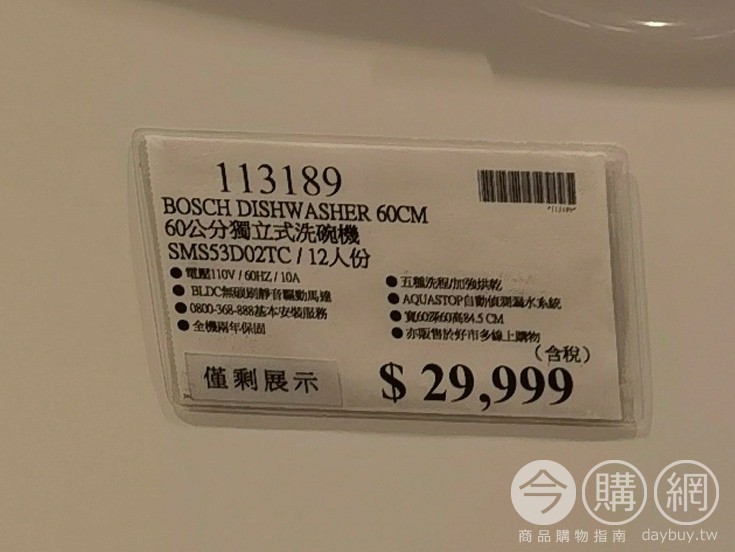 113189
*113189*
BOSCH DISHWASHER 60CM
60公分獨立式洗碗機
SMS53D02TC / 12人份
●電壓110V / 60HZ / 10A
●BLDC無碳刷靜音驅動馬達
●0800-368-888基本安裝服務
●全機兩年保固
●五種洗程/加強烘乾
●AQUASTOP自動偵測漏水系統
●寬60深60高84.5 CM
●亦販售於好市多線上購物
(含稅)
僅剩展示
$ 29,999
今購網
商品購物指南 daybuy.tw